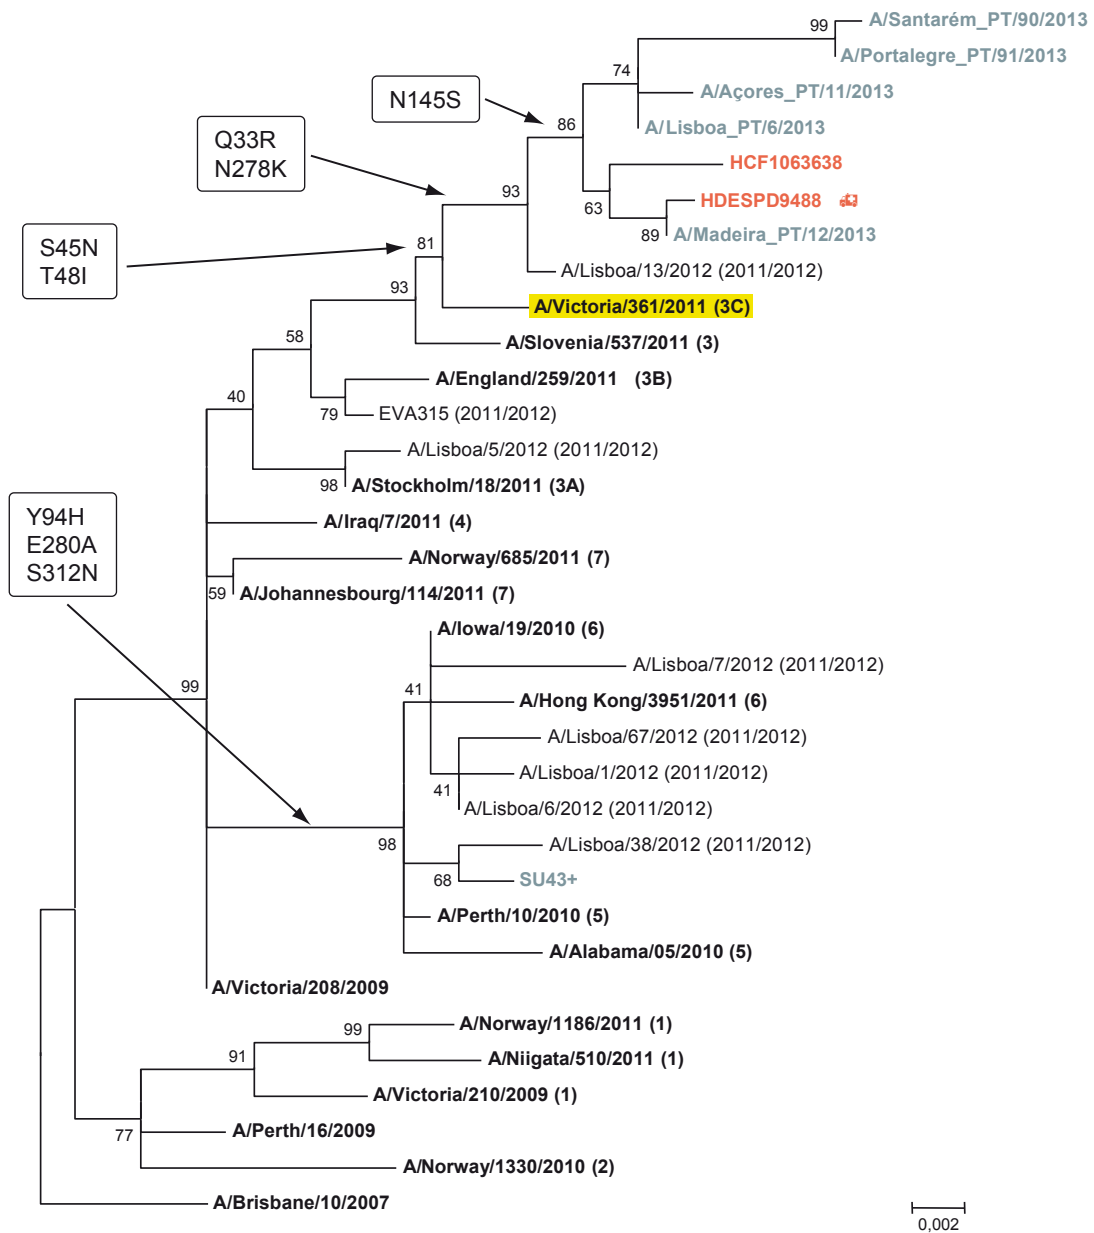 99
A/Santarém_PT/90/2013
A/Portalegre_PT/91/2013
74
A/Açores_PT/11/2013
N145S
86
A/Lisboa_PT/6/2013
Q33R
N278K
HCF1063638
93
HDESPD9488
63
89
A/Madeira_PT/12/2013
S45N
T48I
81
A/Lisboa/13/2012 (2011/2012)
93
A/Victoria/361/2011 (3C)
58
A/Slovenia/537/2011 (3)
A/England/259/2011 (3B)
40
79
EVA315 (2011/2012)
A/Lisboa/5/2012 (2011/2012)
98
A/Stockholm/18/2011 (3A)
Y94H
E280A
S312N
A/Iraq/7/2011 (4)
A/Norway/685/2011 (7)
59
A/Johannesbourg/114/2011 (7)
A/Iowa/19/2010 (6)
A/Lisboa/7/2012 (2011/2012)
99
41
A/Hong Kong/3951/2011 (6)
A/Lisboa/67/2012 (2011/2012)
A/Lisboa/1/2012 (2011/2012)
41
A/Lisboa/6/2012 (2011/2012)
98
A/Lisboa/38/2012 (2011/2012)
68
SU43+
A/Perth/10/2010 (5)
A/Alabama/05/2010 (5)
A/Victoria/208/2009
99
A/Norway/1186/2011 (1)
91
A/Niigata/510/2011 (1)
A/Victoria/210/2009 (1)
77
A/Perth/16/2009
A/Norway/1330/2010 (2)
A/Brisbane/10/2007
0,002